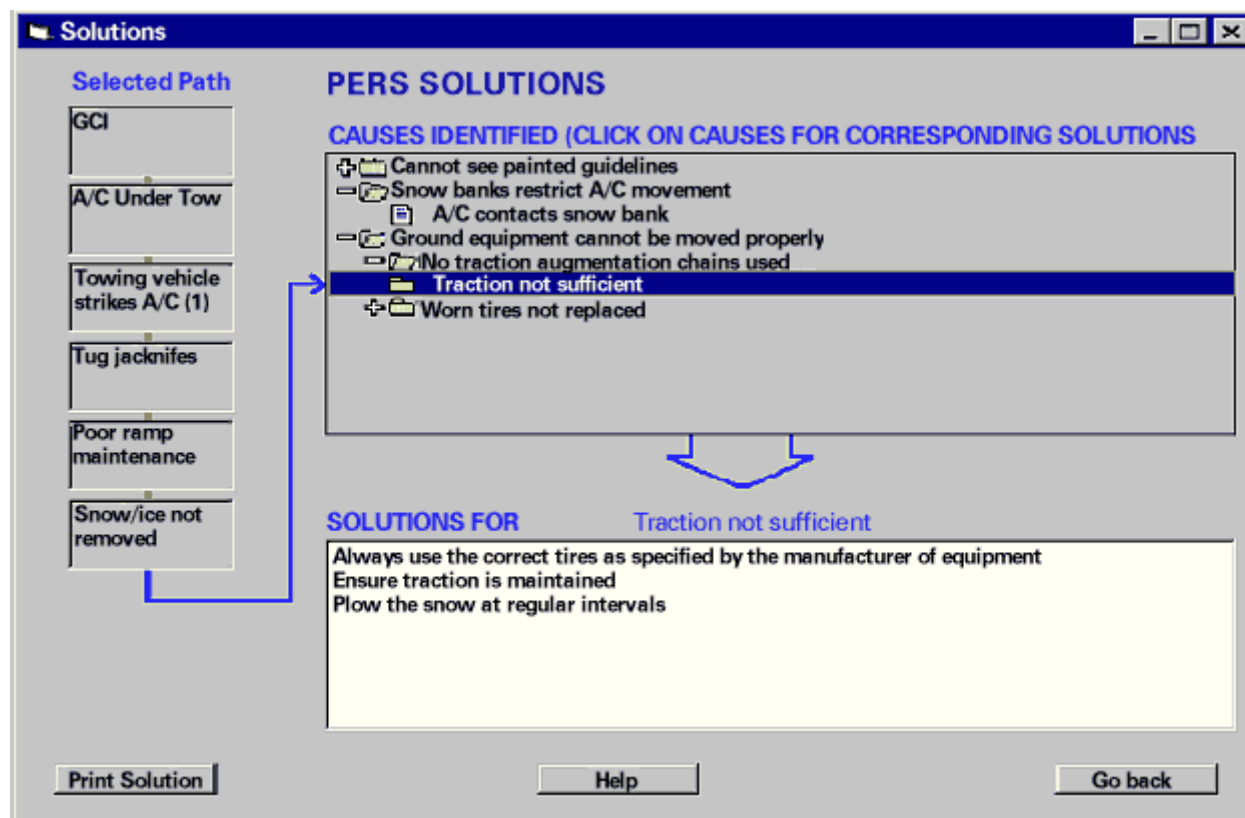 Solutions
Selected Path
GCI
A/C Under Tow
Towing vehicle
strikes A/C (1)
Tug jacknifes
Poor ramp
maintenance
Snow/ice not
removed
PERS SOLUTIONS
CAUSES IDENTIFIED (CLICK ON CAUSES FOR CORRESPONDING SOLUTIONS
Cannot see painted guidelines
Snow banks restrict A/C movement
A/C contacts snow bank
Ground equipment cannot be moved properly
No traction augmentation chains used
Traction not sufficient
Worn tires not replaced
SOLUTIONS FOR Traction not sufficient
Always use the correct tires as specified by the manufacturer of equipment
Ensure traction is maintained
Plow the snow at regular intervals
Print Solution
Help
Go back